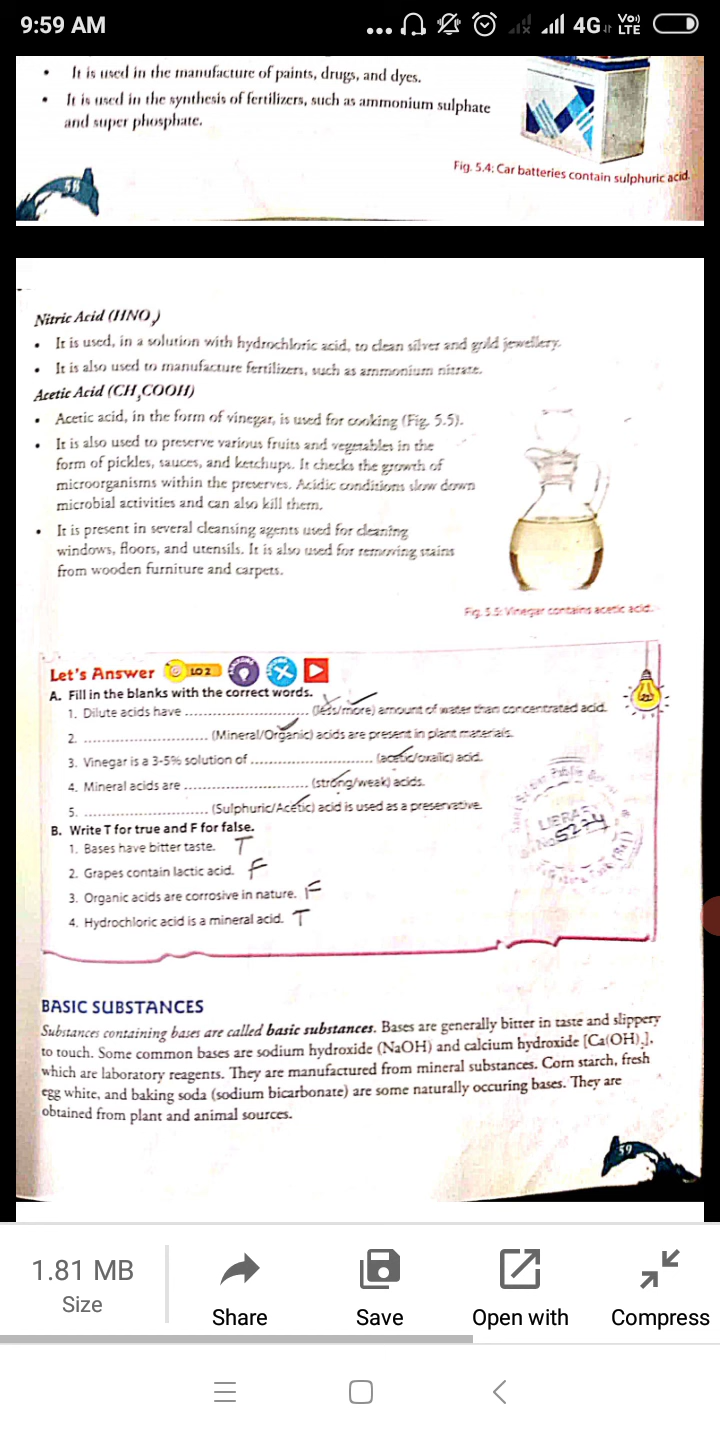 9:59 AM
4G
Vo))
LTE
• It is used in the manufacture of paints, drugs, and dyes.
• It is used in the synthesis of fertilizers, such as ammonium sulphate
and super phosphate.
Fig. 5.4: Car batteries contain sulphuric acid.
58
Nitric Acid (HNO₃)
• It is used, in a solution with hydrochloric acid, to clean silver and gold jewellery.
• It is also used to manufacture fertilizers, such as ammonium nitrate.
Acetic Acid (CH₃COOH)
• Acetic acid, in the form of vinegar, is used for cooking (Fig. 5.5).
• It is also used to preserve various fruits and vegetables in the
form of pickles, sauces, and ketchups. It checks the growth of
microorganisms within the preserves. Acidic conditions slow down
microbial activities and can also kill them.
• It is present in several cleansing agents used for cleaning
windows, floors, and utensils. It is also used for removing stains
from wooden furniture and carpets.
Fig. 5.5: Vinegar contains acetic acid.
Let's Answer LO 2
A. Fill in the blanks with the correct words.
1. Dilute acids have ............................ (less/more) amount of water than concentrated acid.
2. ............................ (Mineral/Organic) acids are present in plant materials.
3. Vinegar is a 3-5% solution of ............................ (acetic/oxalic) acid.
4. Mineral acids are ............................ (strong/weak) acids.
5. ............................ (Sulphuric/Acetic) acid is used as a preservative.
B. Write T for true and F for false.
1. Bases have bitter taste. T
2. Grapes contain lactic acid. F
3. Organic acids are corrosive in nature. F
4. Hydrochloric acid is a mineral acid. T
Public
LIBRARY
No 5274
BASIC SUBSTANCES
Substances containing bases are called basic substances. Bases are generally bitter in taste and slippery
to touch. Some common bases are sodium hydroxide (NaOH) and calcium hydroxide [Ca(OH)₂],
which are laboratory reagents. They are manufactured from mineral substances. Corn starch, fresh
egg white, and baking soda (sodium bicarbonate) are some naturally occuring bases. They are
obtained from plant and animal sources.
59
1.81 MB
Size
Share
Save
Open with
Compress